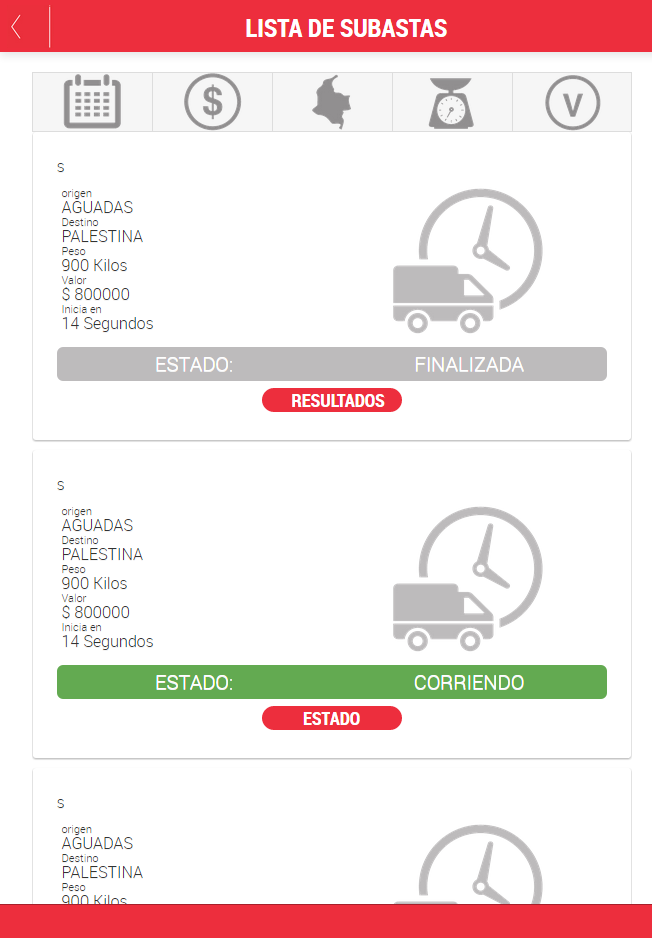 LISTA DE SUBASTAS
$
V
S
origen
AGUADAS
Destino
PALESTINA
Peso
900 Kilos
Valor
$ 800000
Inicia en
14 Segundos
ESTADO: FINALIZADA
RESULTADOS
S
origen
AGUADAS
Destino
PALESTINA
Peso
900 Kilos
Valor
$ 800000
Inicia en
14 Segundos
ESTADO: CORRIENDO
ESTADO
S
origen
AGUADAS
Destino
PALESTINA
Peso
900 Kilos